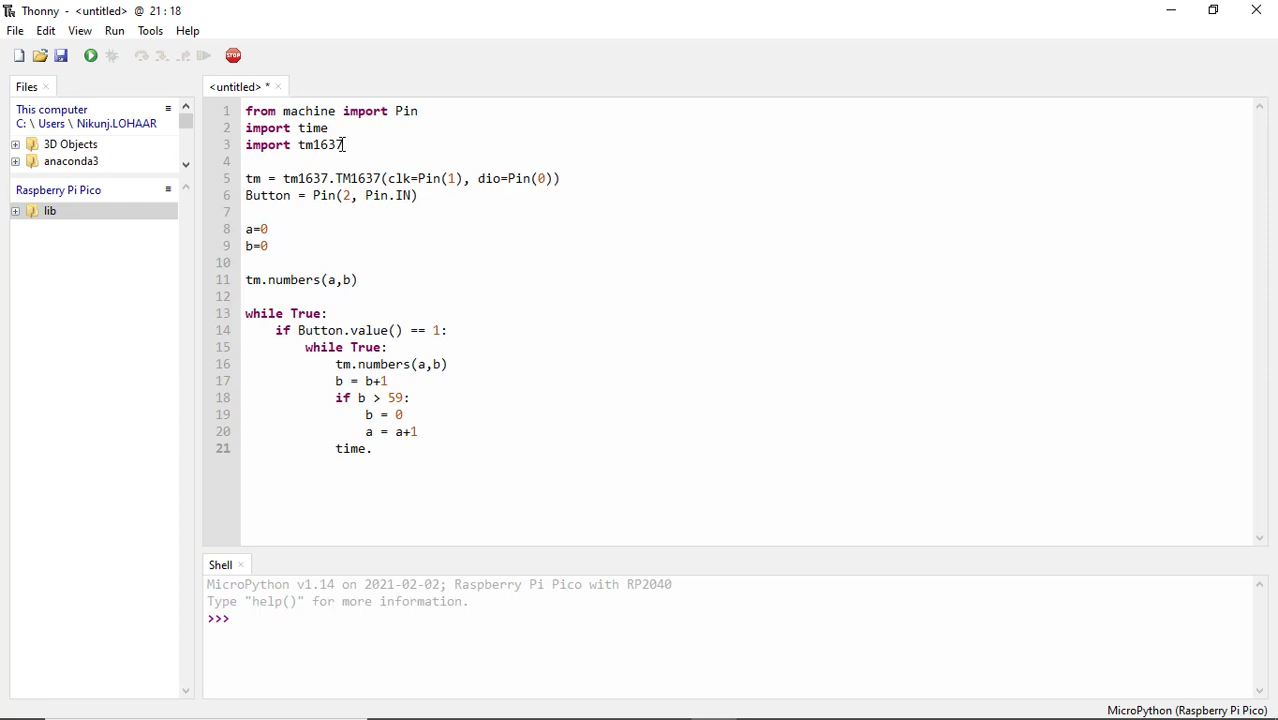 Thonny - <untitled> @ 21 : 18
File Edit View Run Tools Help
STOP
Files ×
This computer
C: \ Users \ Nikunj.LOHAAR
3D Objects
anaconda3
Raspberry Pi Pico
lib
<untitled> * ×
1 from machine import Pin
2 import time
3 import tm1637
4
5 tm = tm1637.TM1637(clk=Pin(1), dio=Pin(0))
6 Button = Pin(2, Pin.IN)
7
8 a=0
9 b=0
10
11 tm.numbers(a,b)
12
13 while True:
14 if Button.value() == 1:
15 while True:
16 tm.numbers(a,b)
17 b = b+1
18 if b > 59:
19 b = 0
20 a = a+1
21 time.
Shell ×
MicroPython v1.14 on 2021-02-02; Raspberry Pi Pico with RP2040
Type "help()" for more information.
>>>
MicroPython (Raspberry Pi Pico)